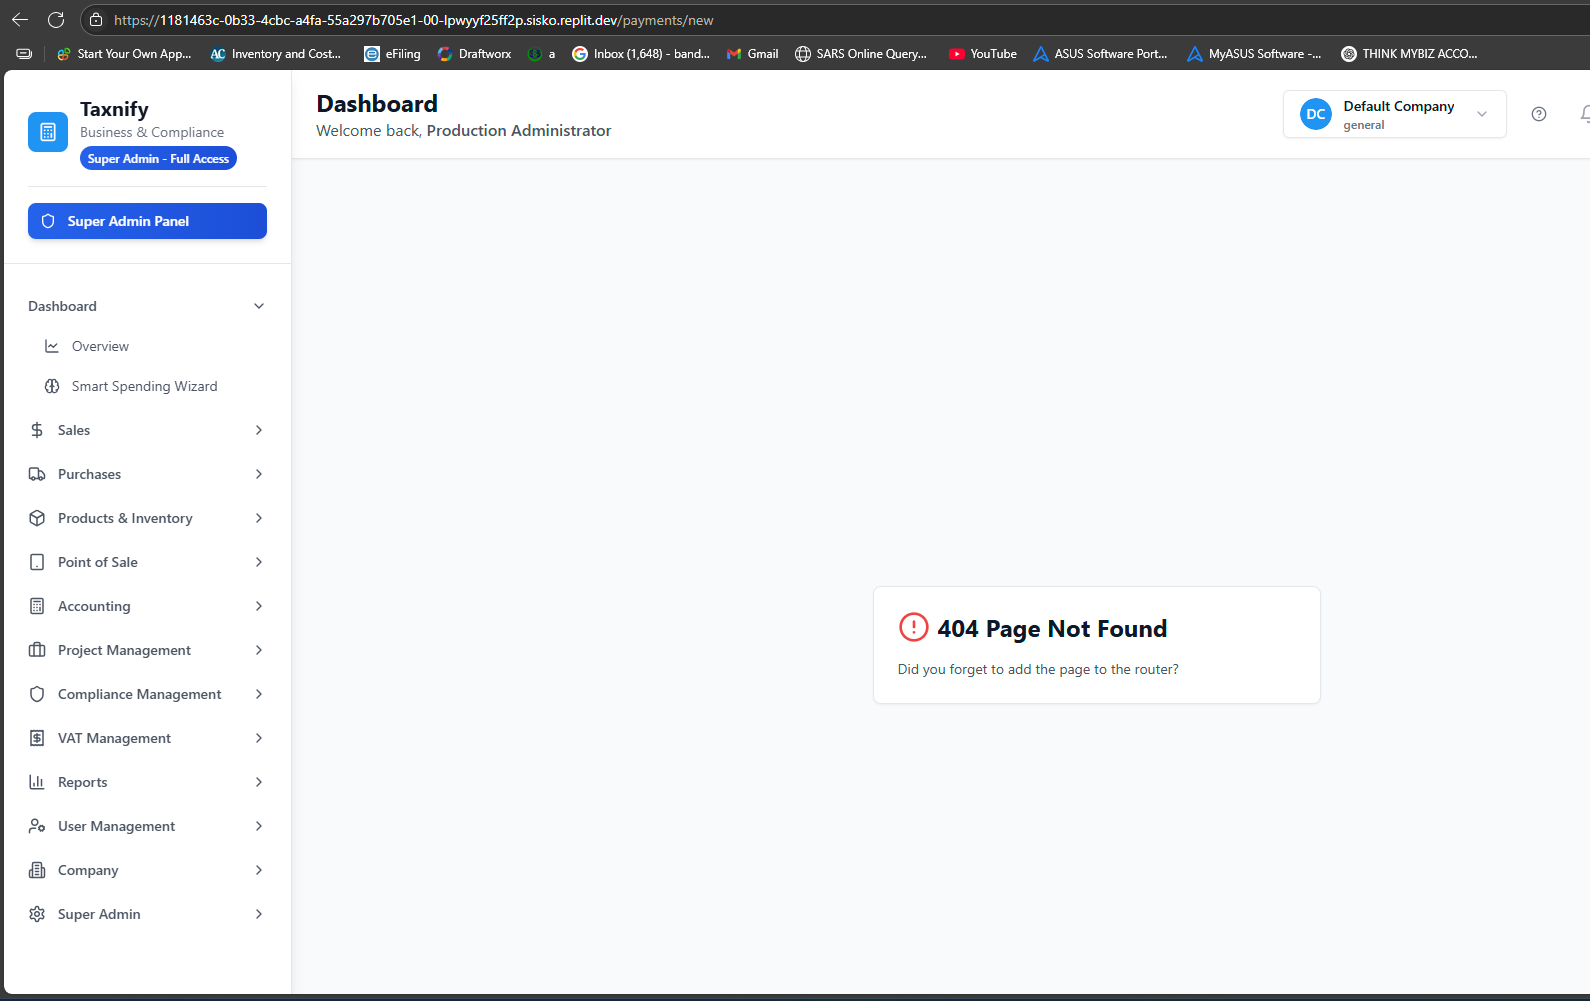 https://1181463c-0b33-4cbc-a4fa-55a297b705e1-00-lpwyyf25ff2p.sisko.replit.dev/payments/new
Start Your Own App...
AC Inventory and Cost...
eFiling
Draftworx
a
Inbox (1,648) - band...
Gmail
SARS Online Query...
YouTube
ASUS Software Port...
MyASUS Software -...
THINK MYBIZ ACCO...
Taxnify
Business & Compliance
Super Admin - Full Access
Super Admin Panel
Dashboard
Welcome back, Production Administrator
DC
Default Company
general
Dashboard
Overview
Smart Spending Wizard
Sales
Purchases
Products & Inventory
Point of Sale
Accounting
Project Management
Compliance Management
VAT Management
Reports
User Management
Company
Super Admin
404 Page Not Found
Did you forget to add the page to the router?